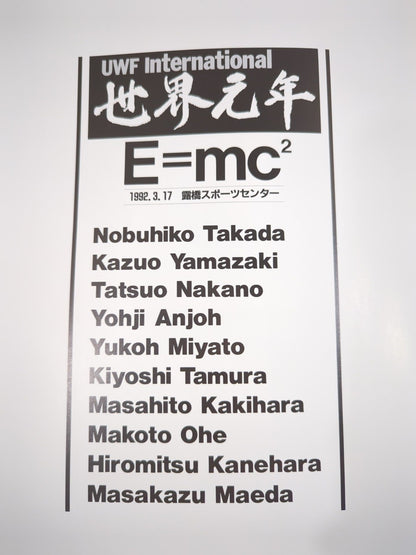 UWF International
世界元年
E=mc²
1992.3.17 露橋スポーツセンター
Nobuhiko Takada
Kazuo Yamazaki
Tatsuo Nakano
Yohji Anjoh
Yukoh Miyato
Kiyoshi Tamura
Masahito Kakihara
Makoto Ohe
Hiromitsu Kanehara
Masakazu Maeda